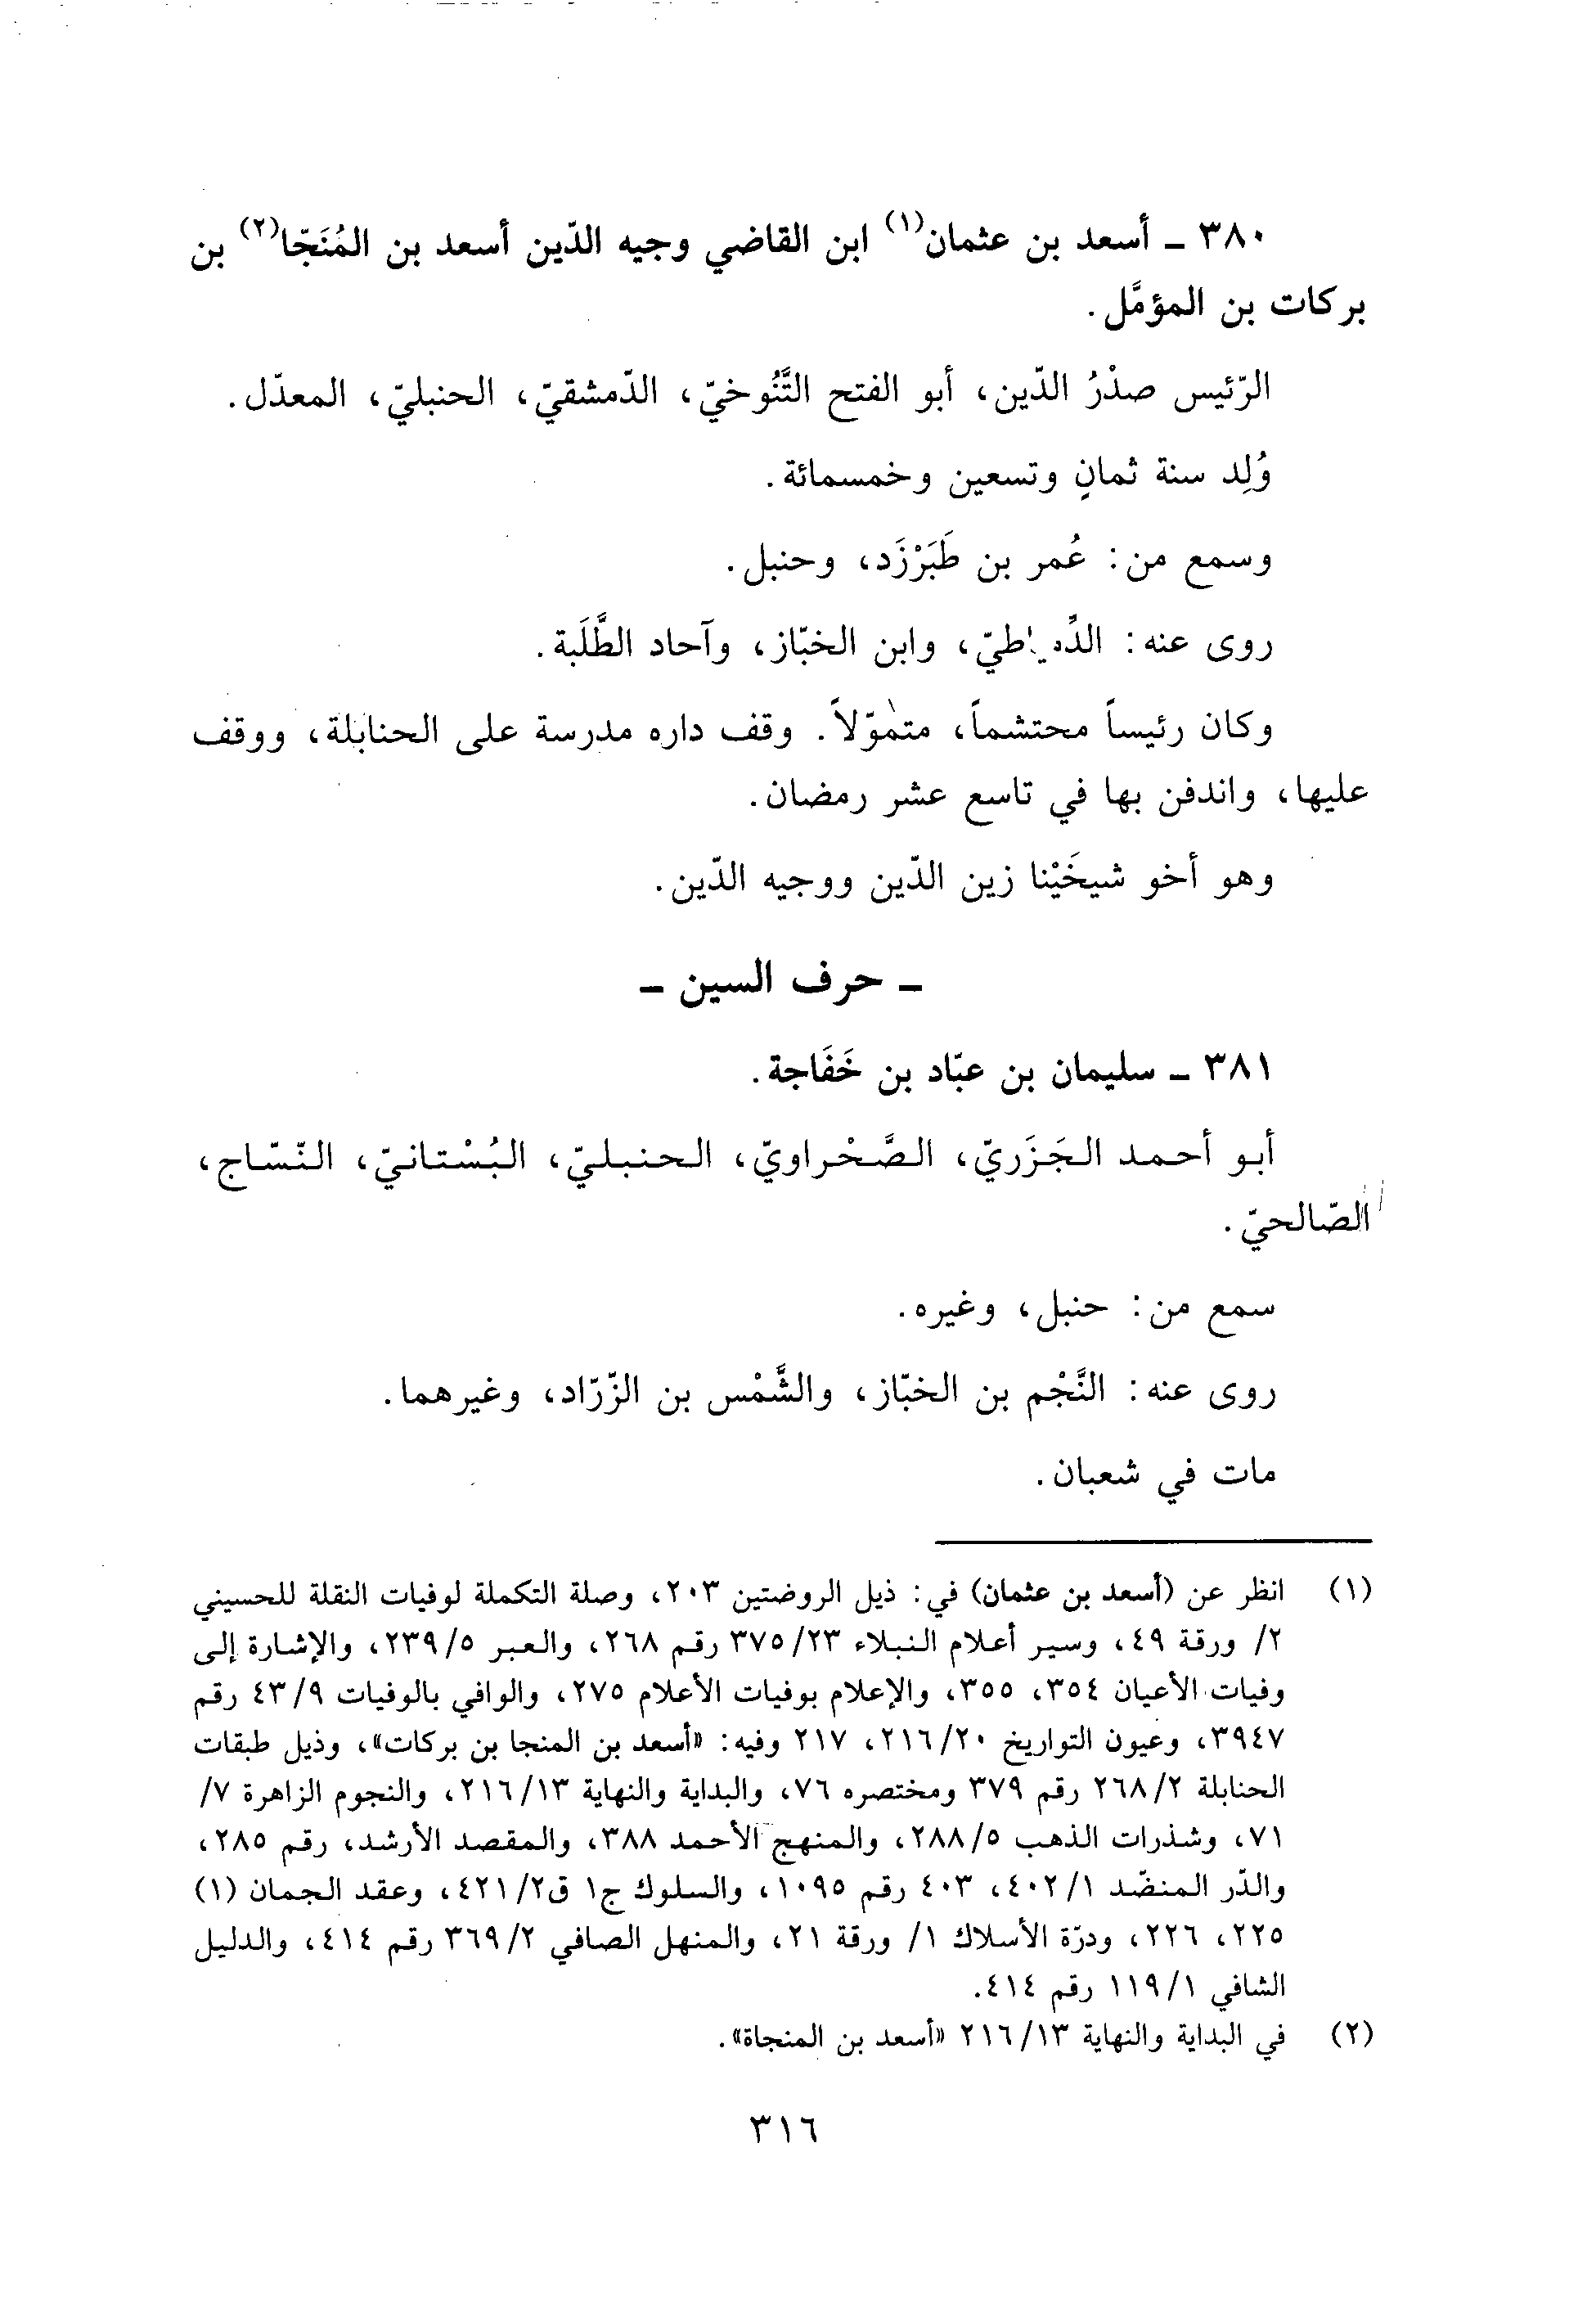 ٣٨٠ ـ أسعد بن عثمان(١) ابن القاضي وجيه الدّين أسعد بن المُنَجّا(٢) بن
بركات بن المؤمَّل.
الرّئيس صدْرُ الدّين، أبو الفتح التَّنُوخيّ، الدّمشقيّ، الحنبليّ، المعدّل.
وُلِد سنة ثمانٍ وتسعين وخمسمائة.
وسمع من: عُمر بن طَبَرْزَد، وحنبل.
روى عنه: الدِّمياطيّ، وابن الخبّاز، وآحاد الطَّلَبة.
وكان رئيساً محتشماً، متموّلاً. وقف داره مدرسة على الحنابلة، ووقف
عليها، واندفن بها في تاسع عشر رمضان.
وهو أخو شيخَيْنا زين الدّين ووجيه الدّين.
ـ حرف السين ـ
٣٨١ ـ سليمان بن عبّاد بن خَفَاجة.
أبو أحمد الجَزَريّ، الصَّحْراويّ، الحنبليّ، البُسْتانيّ، النّسّاج،
الصّالحيّ.
سمع من: حنبل، وغيره.
روى عنه: النَّجْم بن الخبّاز، والشَّمْس بن الزّرّاد، وغيرهما.
مات في شعبان.
(١) انظر عن (أسعد بن عثمان) في: ذيل الروضتين ٢٠٣، وصلة التكملة لوفيات النقلة للحسيني
٢/ ورقة ٤٩، وسير أعلام النبلاء ٢٣/ ٣٧٥ رقم ٢٦٨، والعبر ٥/ ٢٣٩، والإشارة إلى
وفيات الأعيان ٣٥٤، ٣٥٥، والإعلام بوفيات الأعلام ٢٧٥، والوافي بالوفيات ٩/ ٤٣ رقم
٣٩٤٧، وعيون التواريخ ٢٠/ ٢١٦، ٢١٧ وفيه: «أسعد بن المنجا بن بركات»، وذيل طبقات
الحنابلة ٢/ ٢٦٨ رقم ٣٧٩ ومختصره ٧٦، والبداية والنهاية ١٣/ ٢١٦، والنجوم الزاهرة ٧/
٧١، وشذرات الذهب ٥/ ٢٨٨، والمنهج الأحمد ٣٨٨، والمقصد الأرشد، رقم ٢٨٥،
والدّر المنضّد ١/ ٤٠٢، ٤٠٣ رقم ١٠٩٥، والسلوك ج١ ق٢/ ٤٢١، وعقد الجمان (١)
٢٢٥، ٢٢٦، ودرّة الأسلاك ١/ ورقة ٢١، والمنهل الصافي ٢/ ٣٦٩ رقم ٤١٤، والدليل
الشافي ١/ ١١٩ رقم ٤١٤.
(٢) في البداية والنهاية ١٣/ ٢١٦ «أسعد بن المنجاة».
٣١٦